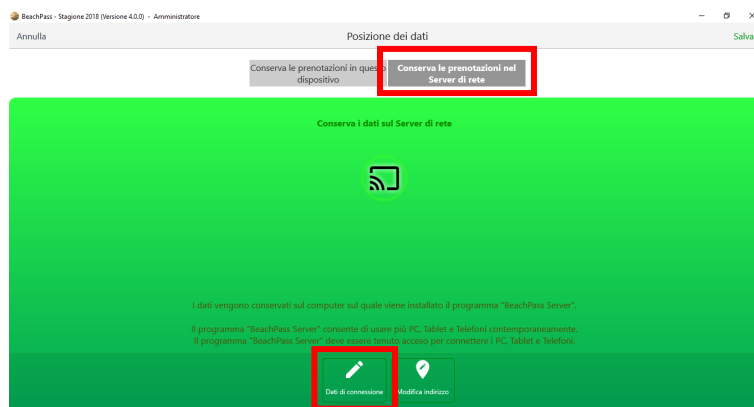 BeachPass - Stagione 2018 (Versione 4.0.0) - Amministratore
Annulla
Posizione dei dati
Salva
Conserva le prenotazioni in questo
dispositivo
Conserva le prenotazioni nel
Server di rete
Conserva i dati sul Server di rete
I dati vengono conservati sul computer sul quale viene installato il programma "BeachPass Server".
Il programma "BeachPass Server" consente di usare più PC, Tablet e Telefoni contemporaneamente.
Il programma "BeachPass Server" deve essere tenuto acceso per connettere i PC, Tablet e Telefoni.
Dati di connessione
Modifica indirizzo